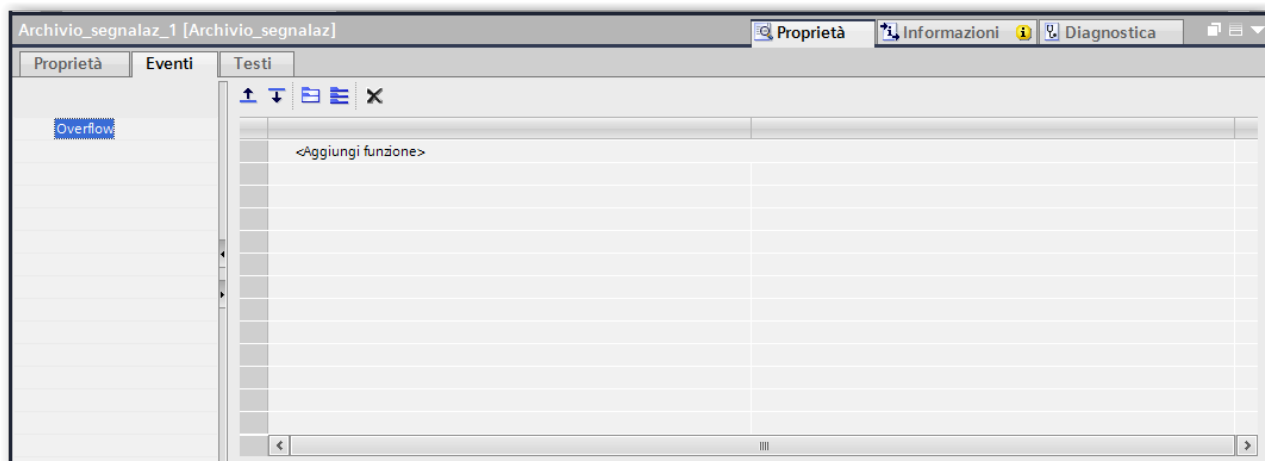 Archivio_segnalaz_1 [Archivio_segnalaz]
Proprietà Informazioni Diagnostica
Proprietà Eventi Testi
Overflow
<Aggiungi funzione>